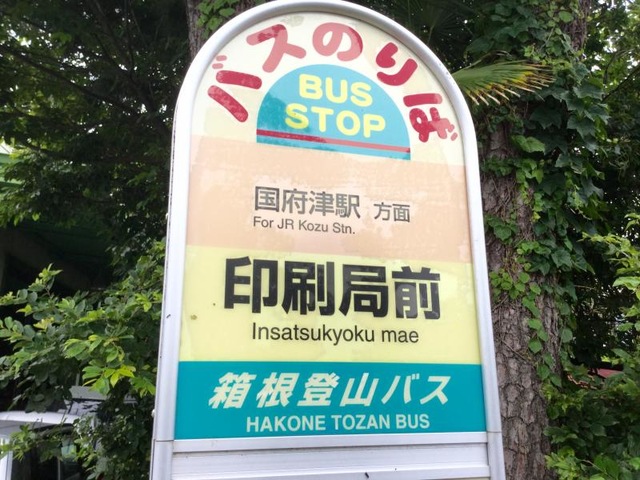 バスのりば
BUS
STOP
国府津駅 方面
For JR Kozu Stn.
印刷局前
Insatsukyoku mae
箱根登山バス
HAKONE TOZAN BUS